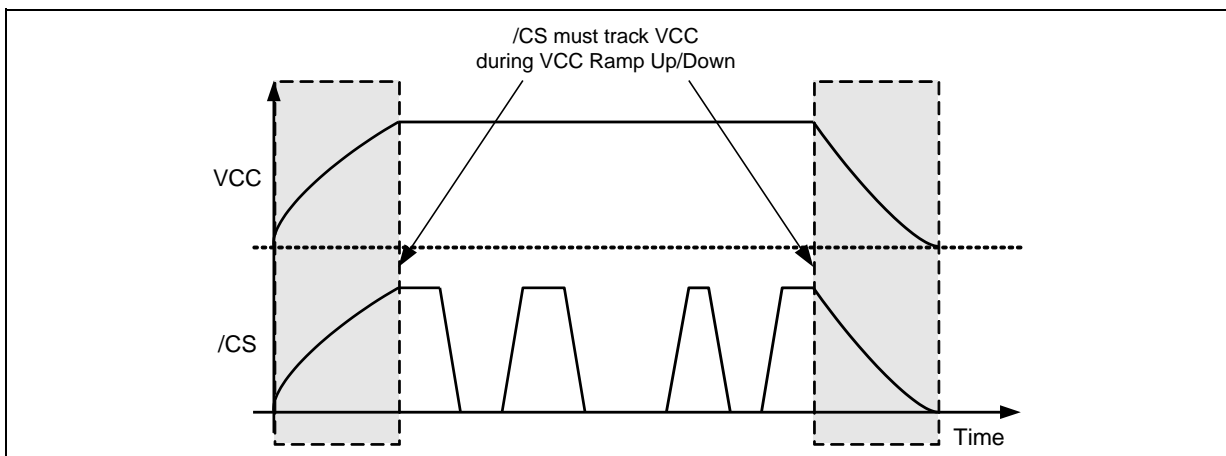 /CS must track VCC
during VCC Ramp Up/Down
VCC
/CS
Time